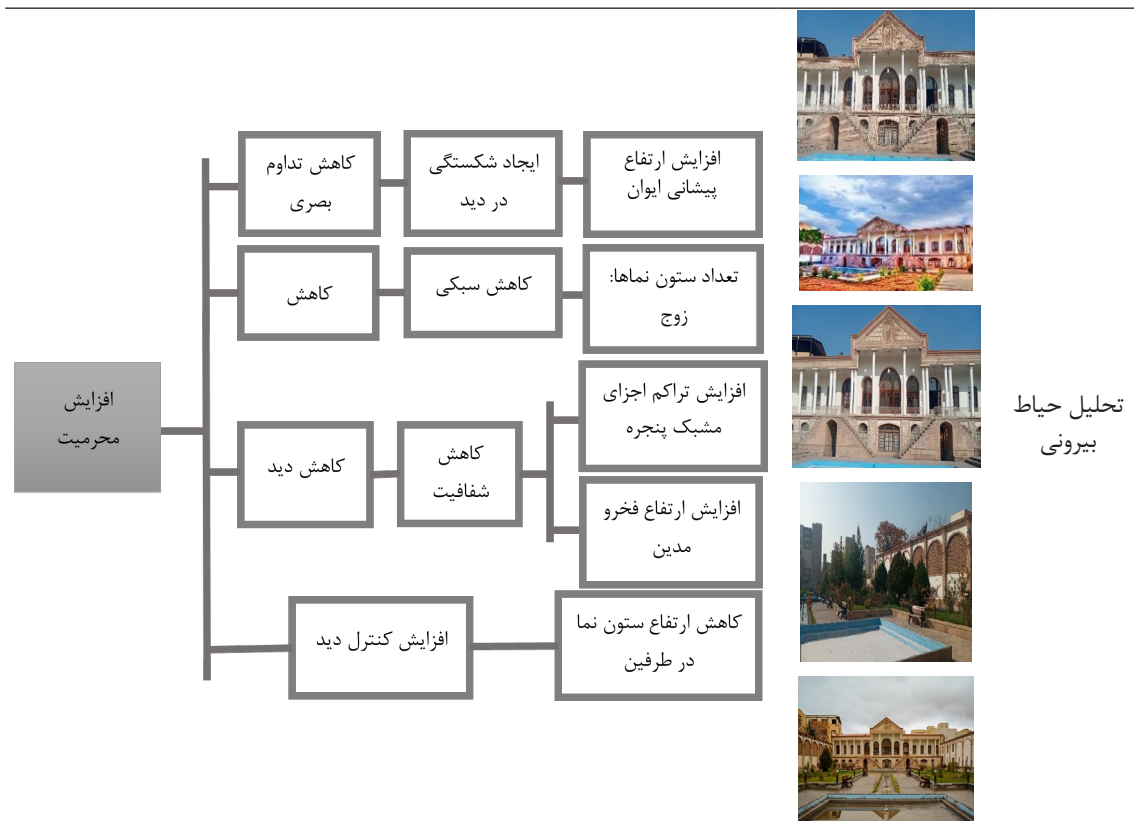 تحلیل حیاط
بیرونی
افزایش ارتفاع
پیشانی ایوان
ایجاد شکستگی
در دید
کاهش تداوم
بصری
تعداد ستون نماها:
زوج
کاهش سبکی
کاهش
افزایش تراکم اجزای
مشبک پنجره
افزایش ارتفاع فخرو
مدین
کاهش
شفافیت
کاهش دید
کاهش ارتفاع ستون نما
در طرفین
افزایش کنترل دید
افزایش
محرمیت